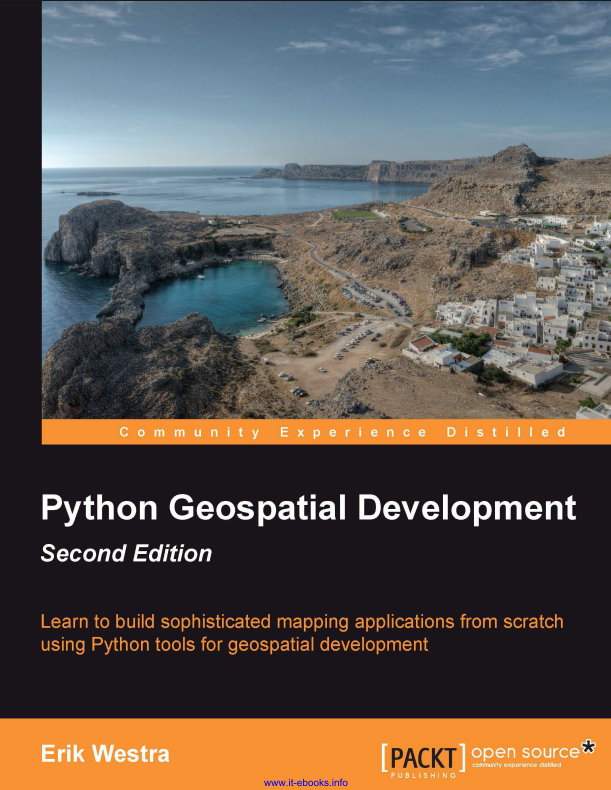 Community Experience Distilled
Python Geospatial Development
Second Edition
Learn to build sophisticated mapping applications from scratch
using Python tools for geospatial development
Erik Westra
[PACKT]
PUBLISHING
open source*
community experience distilled
www.it-ebooks.info